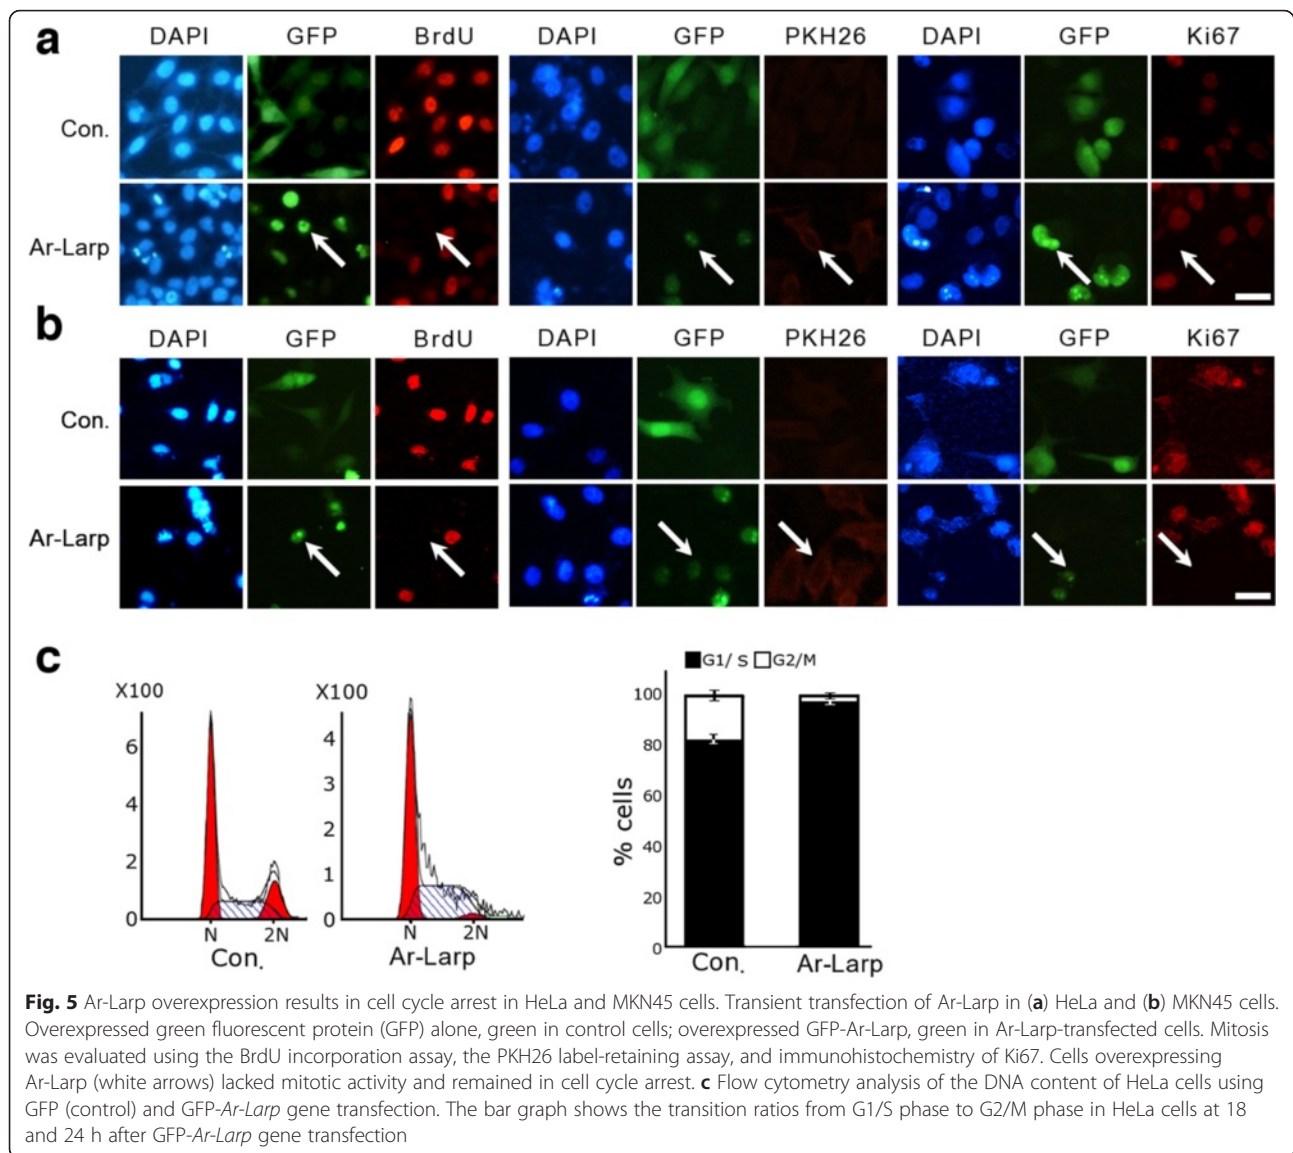 a
DAPI GFP BrdU DAPI GFP PKH26 DAPI GFP Ki67
Con.
Ar-Larp
b
DAPI GFP BrdU DAPI GFP PKH26 DAPI GFP Ki67
Con.
Ar-Larp
c
X100
6
4
2
0
N 2N
Con.
X100
4
3
2
1
0
N 2N
Ar-Larp
G1/ S G2/M
% cells
100
80
60
40
20
0
Con. Ar-Larp
Fig. 5 Ar-Larp overexpression results in cell cycle arrest in HeLa and MKN45 cells. Transient transfection of Ar-Larp in (a) HeLa and (b) MKN45 cells.
Overexpressed green fluorescent protein (GFP) alone, green in control cells; overexpressed GFP-Ar-Larp, green in Ar-Larp-transfected cells. Mitosis
was evaluated using the BrdU incorporation assay, the PKH26 label-retaining assay, and immunohistochemistry of Ki67. Cells overexpressing
Ar-Larp (white arrows) lacked mitotic activity and remained in cell cycle arrest. c Flow cytometry analysis of the DNA content of HeLa cells using
GFP (control) and GFP-Ar-Larp gene transfection. The bar graph shows the transition ratios from G1/S phase to G2/M phase in HeLa cells at 18
and 24 h after GFP-Ar-Larp gene transfection